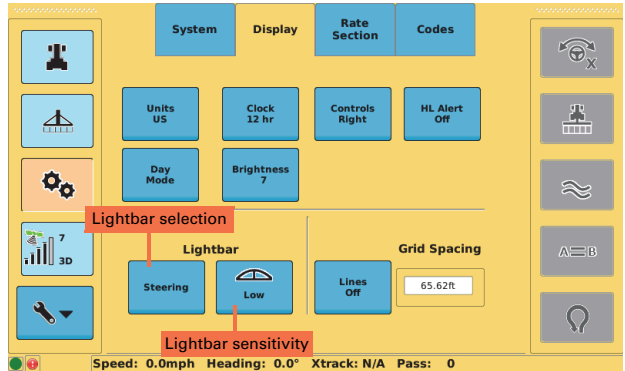 System
Display
Rate
Section
Codes
Units
US
Clock
12 hr
Controls
Right
HL Alert
Off
Day
Mode
Brightness
7
Lightbar selection
7
3D
Lightbar
Grid Spacing
Steering
Low
Lines
Off
65.62ft
Lightbar sensitivity
X
A=B
Speed: 0.0mph Heading: 0.0° Xtrack: N/A Pass: 0